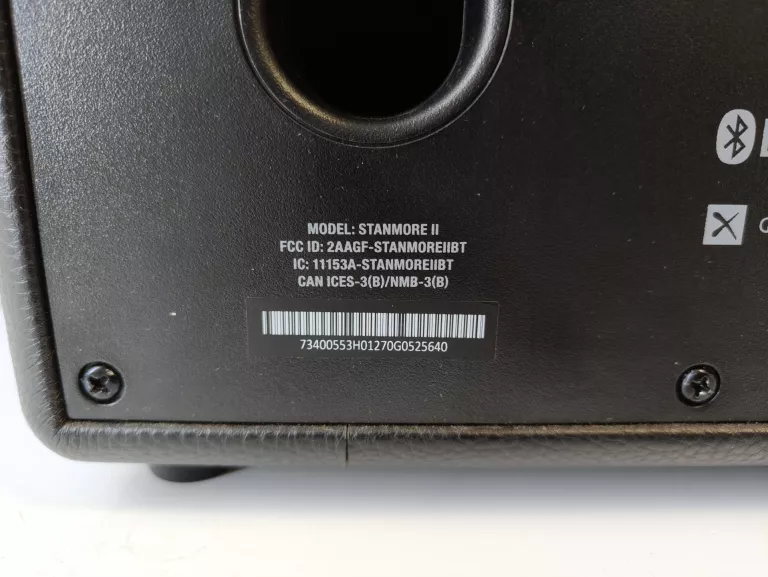 MODEL: STANMORE II
FCC ID: 2AAGF-STANMOREIIBT
IC: 11153A-STANMOREIIBT
CAN ICES-3(B)/NMB-3(B)
73400553H01270G0525640